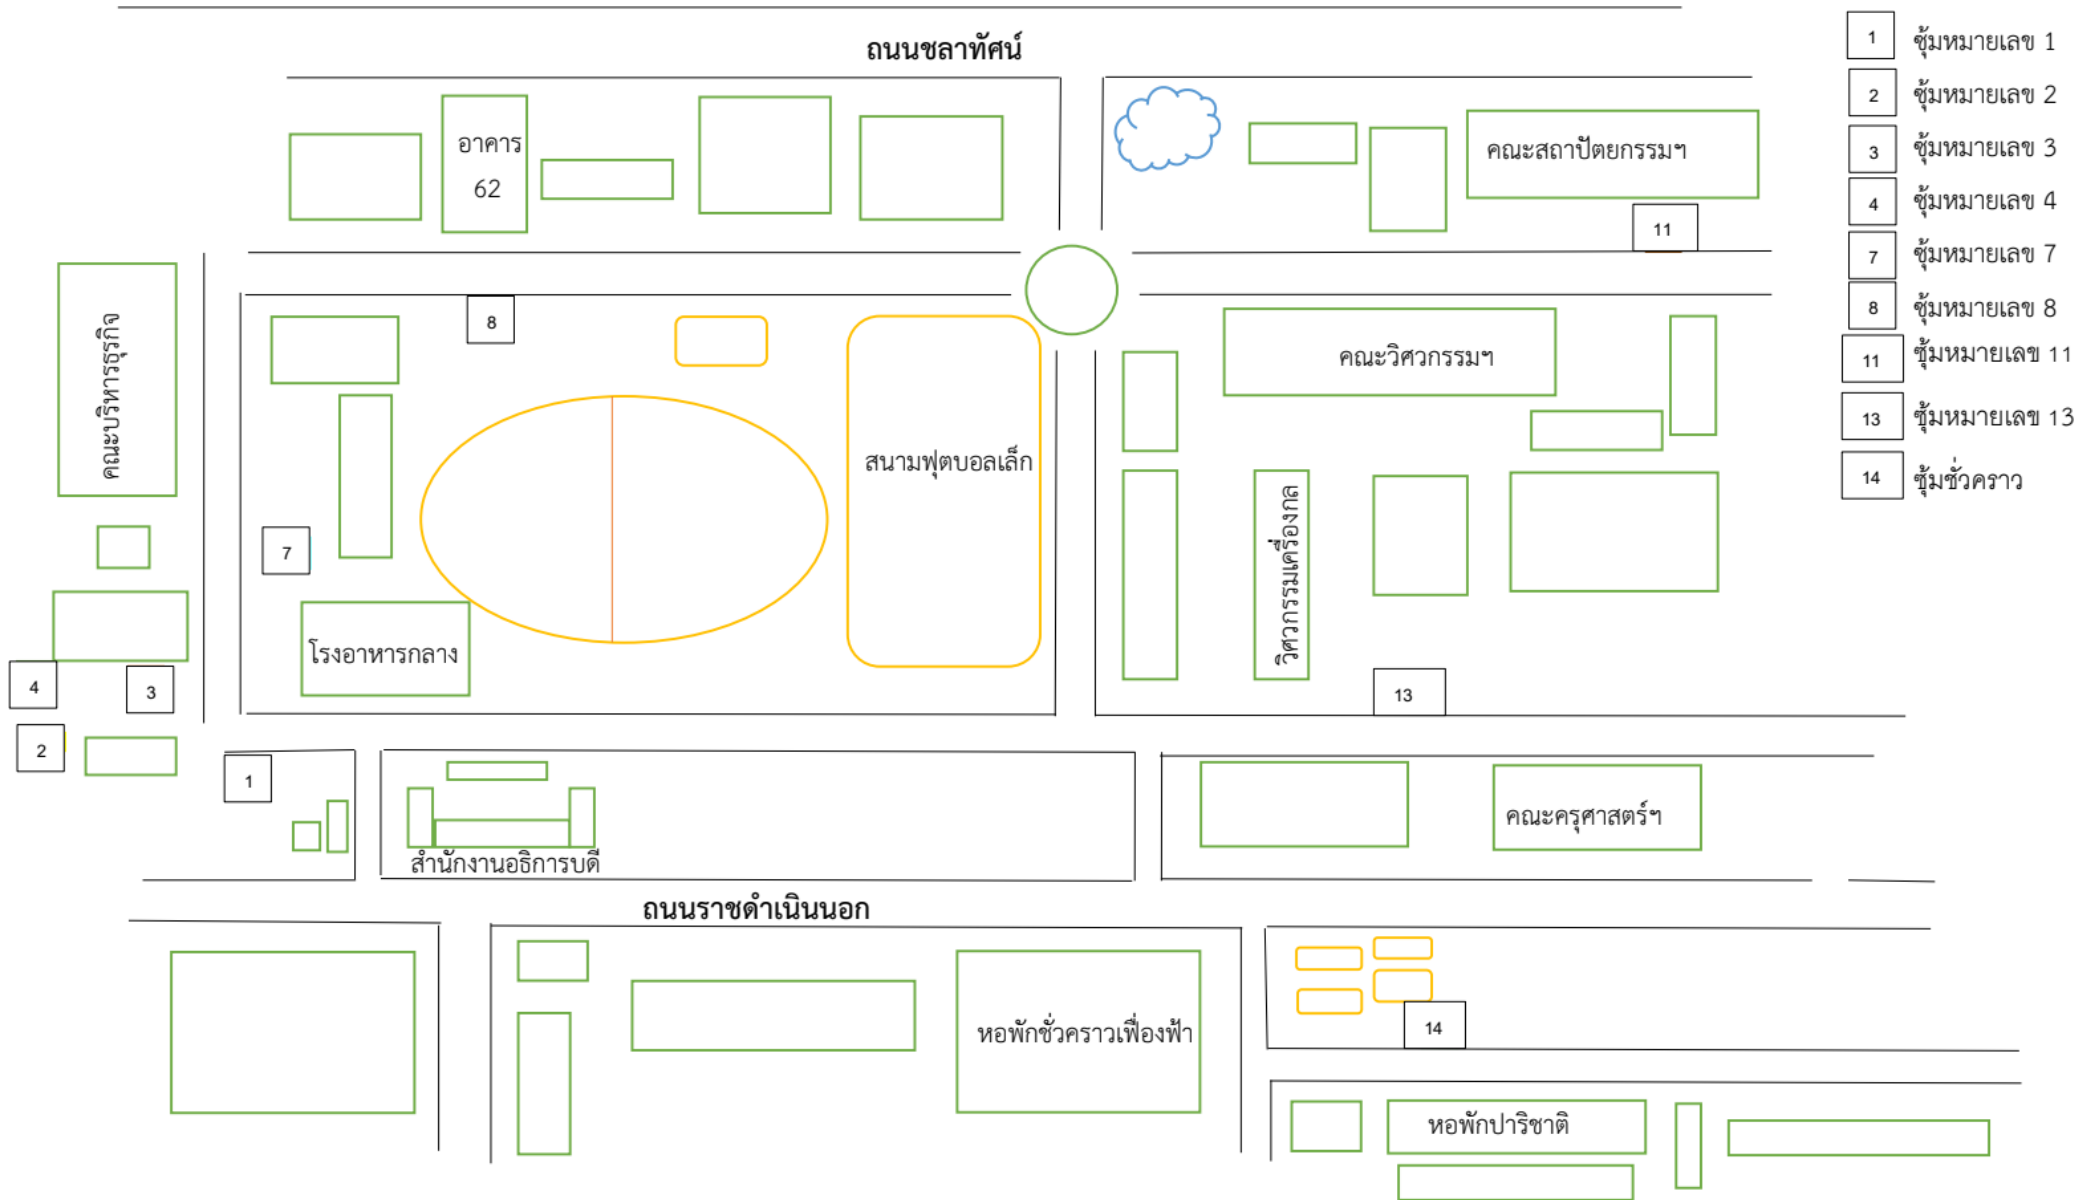 ถนนชลาทัศน์
1 ซุ้มหมายเลข 1
2 ซุ้มหมายเลข 2
3 ซุ้มหมายเลข 3
4 ซุ้มหมายเลข 4
7 ซุ้มหมายเลข 7
8 ซุ้มหมายเลข 8
11 ซุ้มหมายเลข 11
13 ซุ้มหมายเลข 13
14 ซุ้มชั่วคราว
อาคาร
62
คณะสถาปัตยกรรมฯ
11
คณะบริหารธุรกิจ
8
คณะวิศวกรรมฯ
สนามฟุตบอลเล็ก
7
วิศวกรรมเครื่องกล
โรงอาหารกลาง
4
3
13
2
1
คณะครุศาสตร์ฯ
สำนักงานอธิการบดี
ถนนราชดำเนินนอก
หอพักชั่วคราวเฟื่องฟ้า
14
หอพักปาริชาติ